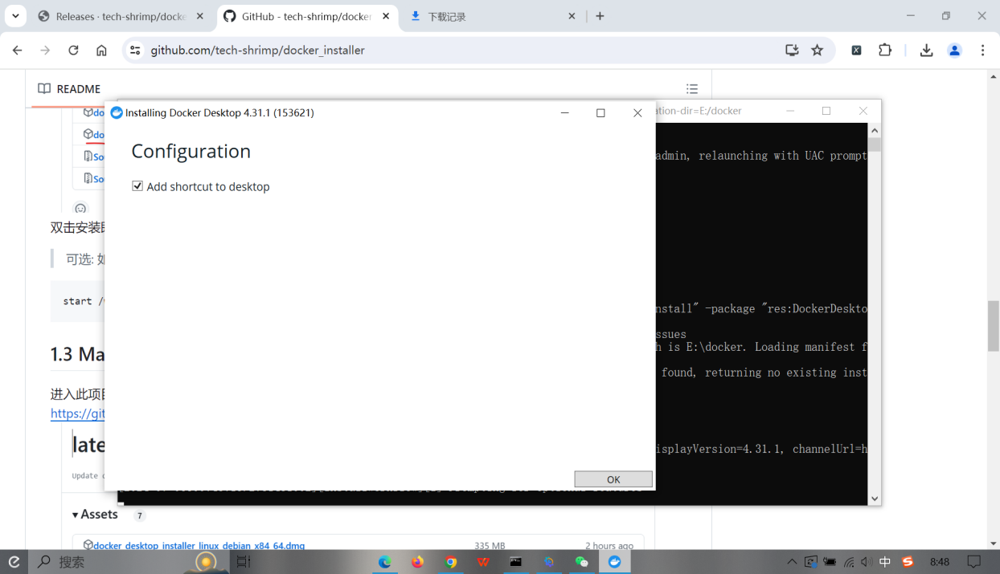 Releases · tech-shrimp/docke
GitHub - tech-shrimp/docker
下载记录
github.com/tech-shrimp/docker_installer
README
do
do
Sou
Sou
双击安装
可选: 如
start /
1.3 Ma
进入此项
https://git
late
Update
Assets 7
docker_desktop_installer_linux_debian_x84_64.dmg 335 MB 2 hours ago
Installing Docker Desktop 4.31.1 (153621)
Configuration
Add shortcut to desktop
OK
ation-dir=E:/docker
admin, relaunching with UAC prompt
nstall" -package "res:DockerDeskto
ssues
h is E:\docker. Loading manifest f
found, returning no existing inst
isplayVersion=4.31.1, channelUrl=h
搜索
中
8:48